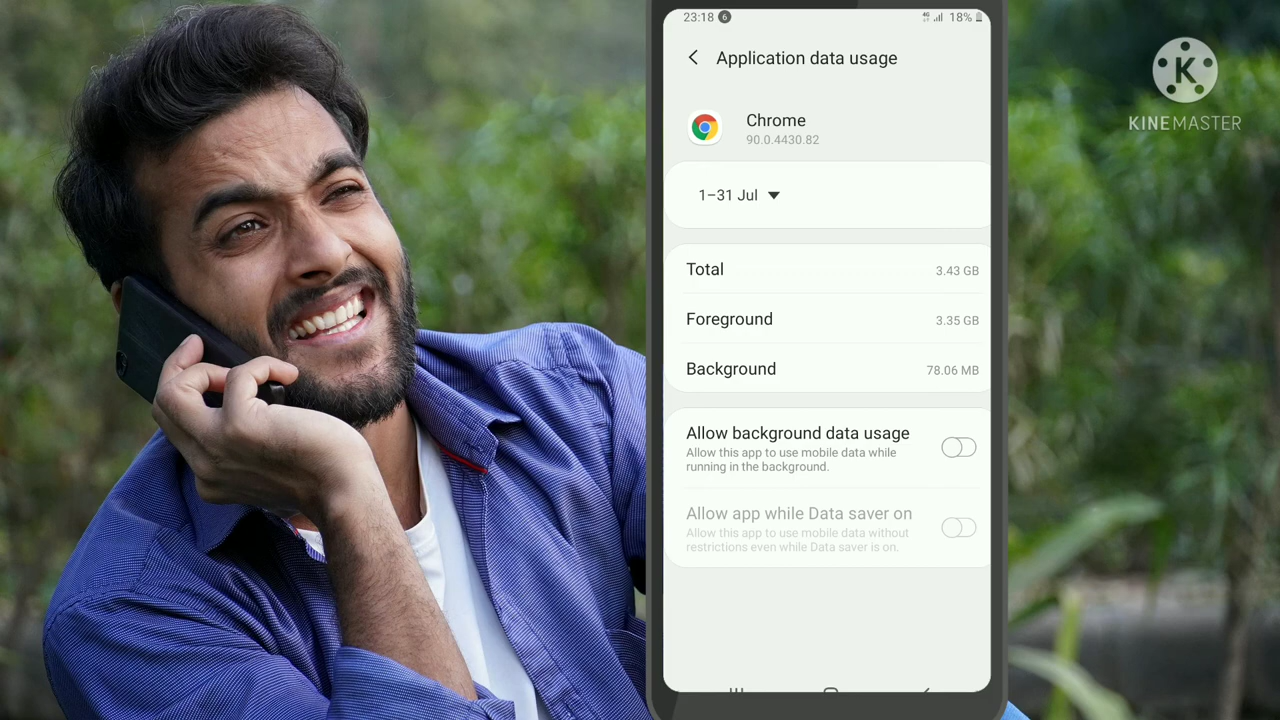 23:18 6 4G 18%
Application data usage
Chrome
90.0.4430.82
1–31 Jul
Total 3.43 GB
Foreground 3.35 GB
Background 78.06 MB
Allow background data usage
Allow this app to use mobile data while
running in the background.
Allow app while Data saver on
Allow this app to use mobile data without
restrictions even while Data saver is on.
K
KINEMASTER